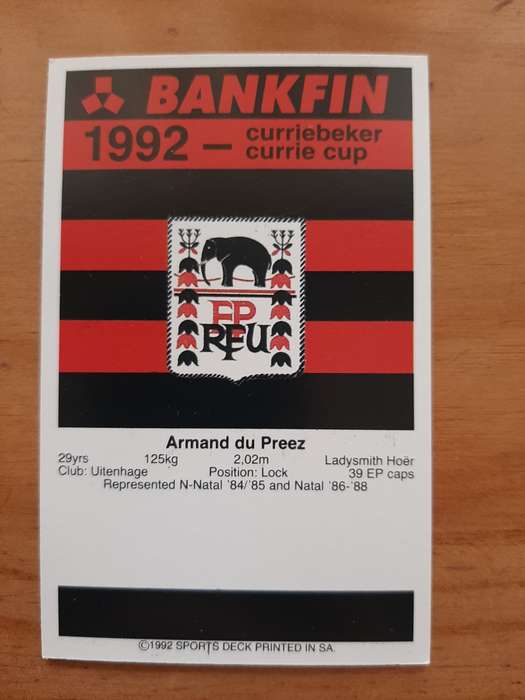 BANKFIN
1992 – curriebeker
currie cup
EP
RFU
Armand du Preez
29yrs 125kg 2,02m Ladysmith Hoër
Club: Uitenhage Position: Lock 39 EP caps
Represented N-Natal '84/'85 and Natal '86-'88
©1992 SPORTS DECK PRINTED IN SA.